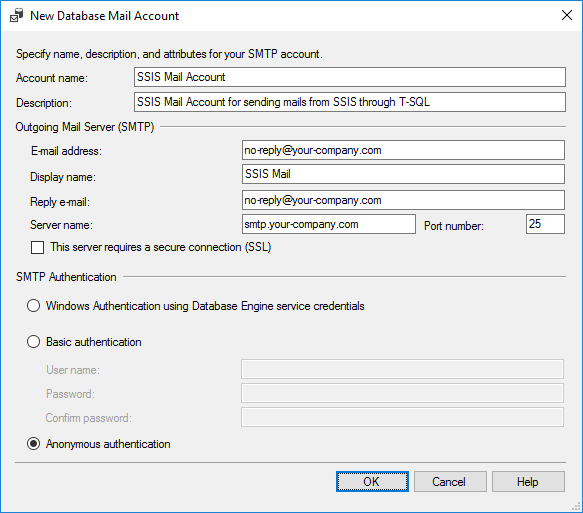 New Database Mail Account
Specify name, description, and attributes for your SMTP account.
Account name: SSIS Mail Account
Description: SSIS Mail Account for sending mails from SSIS through T-SQL
Outgoing Mail Server (SMTP)
E-mail address: no-reply@your-company.com
Display name: SSIS Mail
Reply e-mail: no-reply@your-company.com
Server name: smtp.your-company.com Port number: 25
This server requires a secure connection (SSL)
SMTP Authentication
Windows Authentication using Database Engine service credentials
Basic authentication
User name:
Password:
Confirm password:
Anonymous authentication
OK Cancel Help